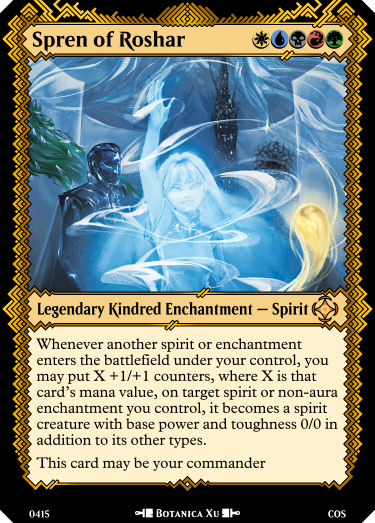 Spren of Roshar
Legendary Kindred Enchantment — Spirit
Whenever another spirit or enchantment
enters the battlefield under your control, you
may put X +1/+1 counters, where X is that
card's mana value, on target spirit or non-aura
enchantment you control, it becomes a spirit
creature with base power and toughness 0/0 in
addition to its other types.
This card may be your commander
0415 Botanica Xu COS